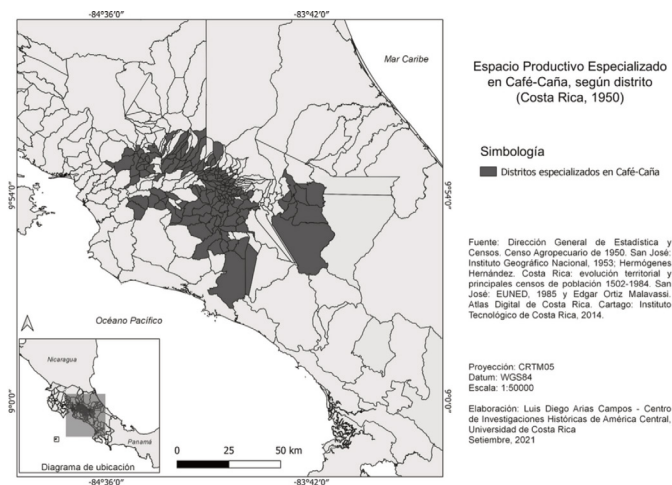 -84°36'0"
-83°42'0"
Mar Caribe
9°54'0"
9°54'0"
Océano Pacífico
Nicaragua
Panamá
Diagrama de ubicación
0 25 50 km
9°0'0"
9°0'0"
-84°36'0"
-83°42'0"
Espacio Productivo Especializado
en Café-Caña, según distrito
(Costa Rica, 1950)
Simbología
Distritos especializados en Café-Caña
Fuente: Dirección General de Estadística y
Censos. Censo Agropecuario de 1950. San José:
Instituto Geográfico Nacional, 1953; Hermógenes
Hernández. Costa Rica: evolución territorial y
principales censos de población 1502-1984. San
José: EUNED, 1985 y Edgar Ortiz Malavassi.
Atlas Digital de Costa Rica. Cartago: Instituto
Tecnológico de Costa Rica, 2014.
Proyección: CRTM05
Datum: WGS84
Escala: 1:50000
Elaboración: Luis Diego Arias Campos - Centro
de Investigaciones Históricas de América Central,
Universidad de Costa Rica
Setiembre, 2021